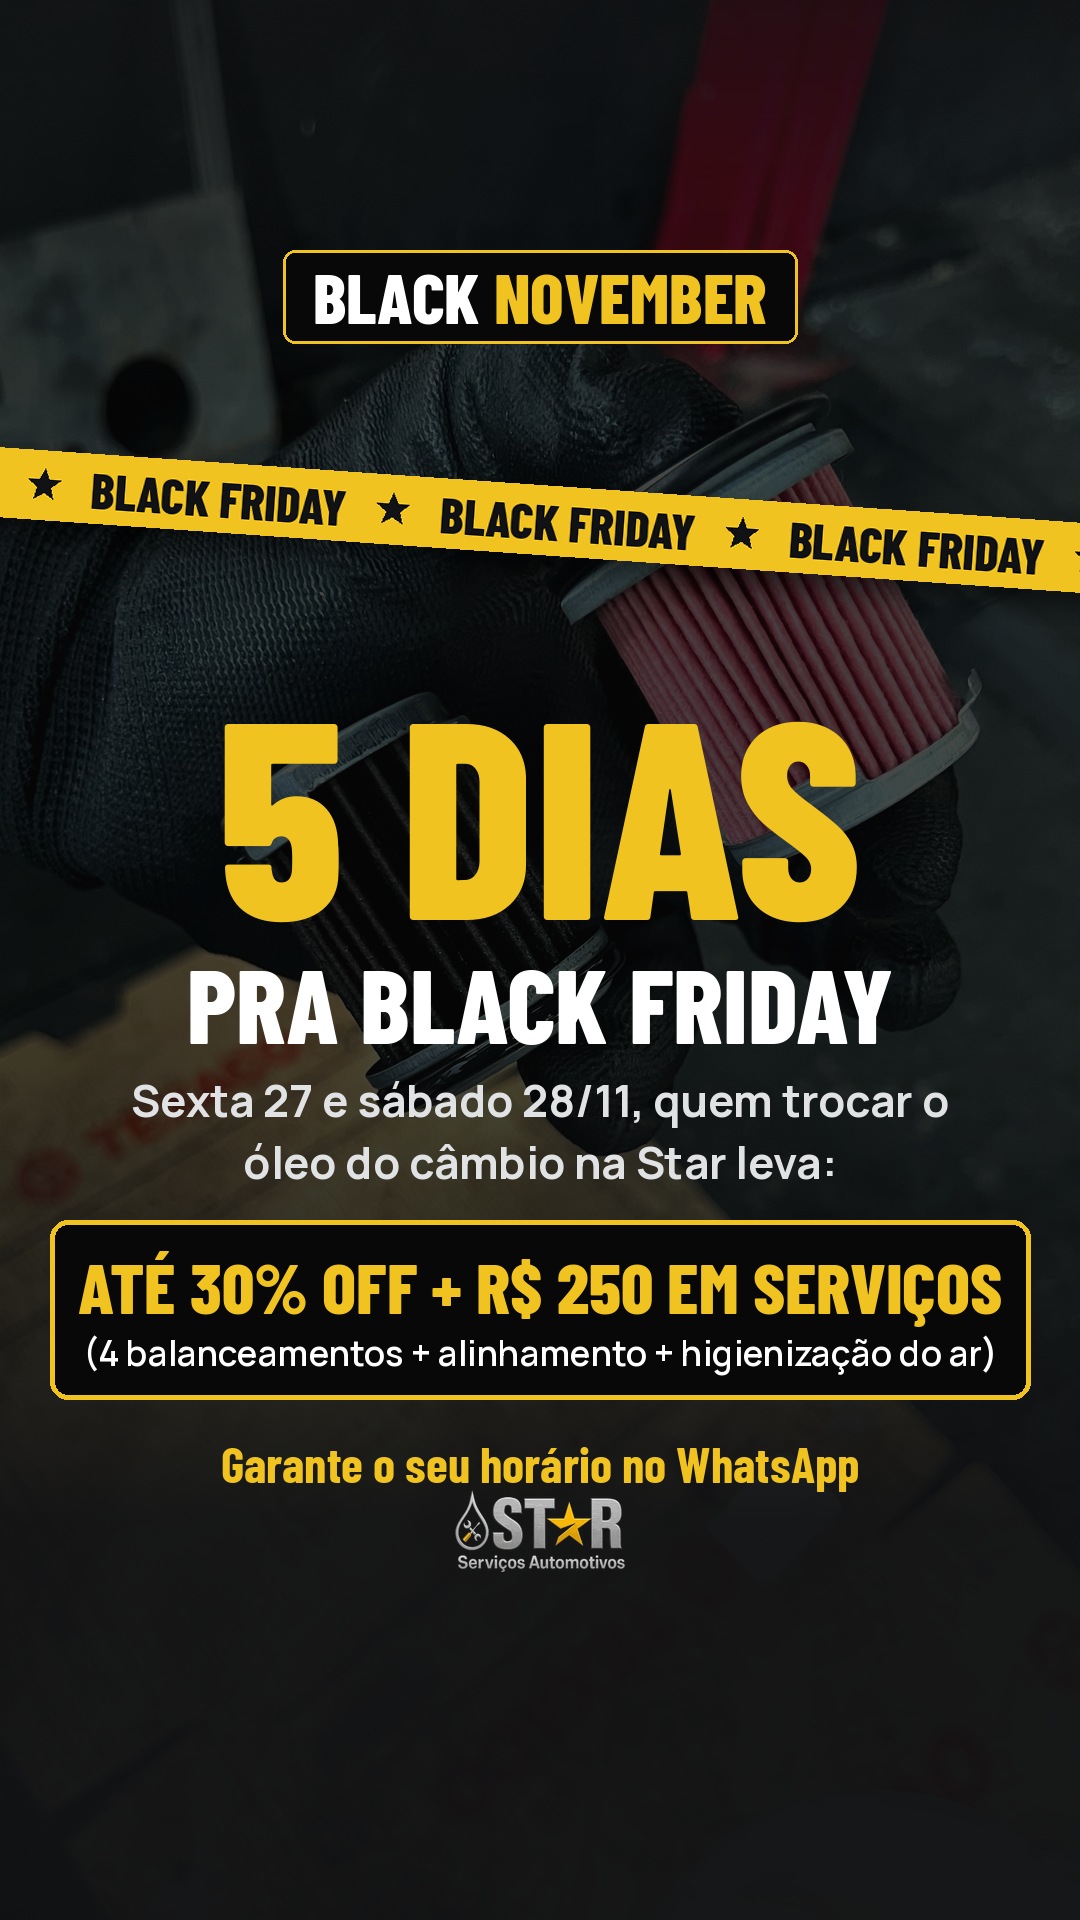 BLACK NOVEMBER
★ BLACK FRIDAY ★ BLACK FRIDAY ★ BLACK FRIDAY
5 DIAS
PRA BLACK FRIDAY
Sexta 27 e sábado 28/11, quem trocar o
óleo do câmbio na Star leva:
ATÉ 30% OFF + R$ 250 EM SERVIÇOS
(4 balanceamentos + alinhamento + higienização do ar)
Garante o seu horário no WhatsApp
STAR
Serviços Automotivos